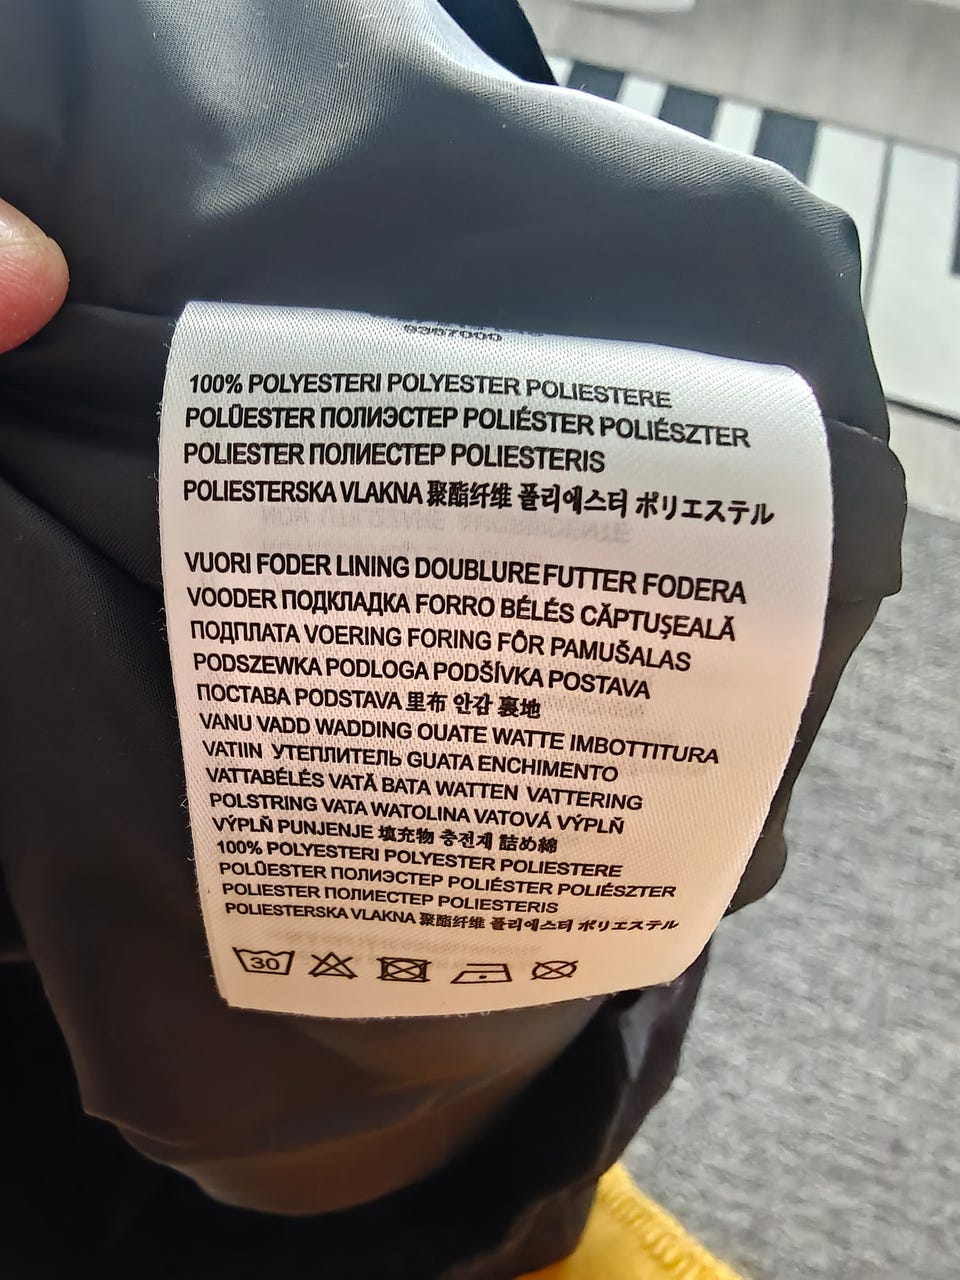 9367000
100% POLYESTERI POLYESTER POLIESTERE
POLÜESTER ПОЛИЭСТЕР POLIÉSTER POLIÉSZTER
POLIESTER ПОЛИЕСТЕР POLIESTERIS
POLIESTERSKA VLAKNA 聚酯纤维 폴리에스터 ポリエステル
VUORI FODER LINING DOUBLURE FUTTER FODERA
VOODER ПОДКЛАДКА FORRO BÉLÉS CĂPTUȘEALĂ
ПОДПЛАТА VOERING FORING FÔR PAMUŠALAS
PODSZEWKA PODLOGA PODŠÍVKA POSTAVA
ПОСТАВА PODSTAVA 里布 안감 裏地
VANU VADD WADDING OUATE WATTE IMBOTTITURA
VATIIN УТЕПЛИТЕЛЬ GUATA ENCHIMENTO
VATTABÉLÉS VATĂ BATA WATTEN VATTERING
POLSTRING VATA WATOLINA VATOVÁ VÝPLŇ
VÝPLŇ PUNJENJE 填充物 충전재 詰め綿
100% POLYESTERI POLYESTER POLIESTERE
POLÜESTER ПОЛИЭСТЕР POLIÉSTER POLIÉSZTER
POLIESTER ПОЛИЕСТЕР POLIESTERIS
POLIESTERSKA VLAKNA 聚酯纤维 폴리에스터 ポリエステル
30